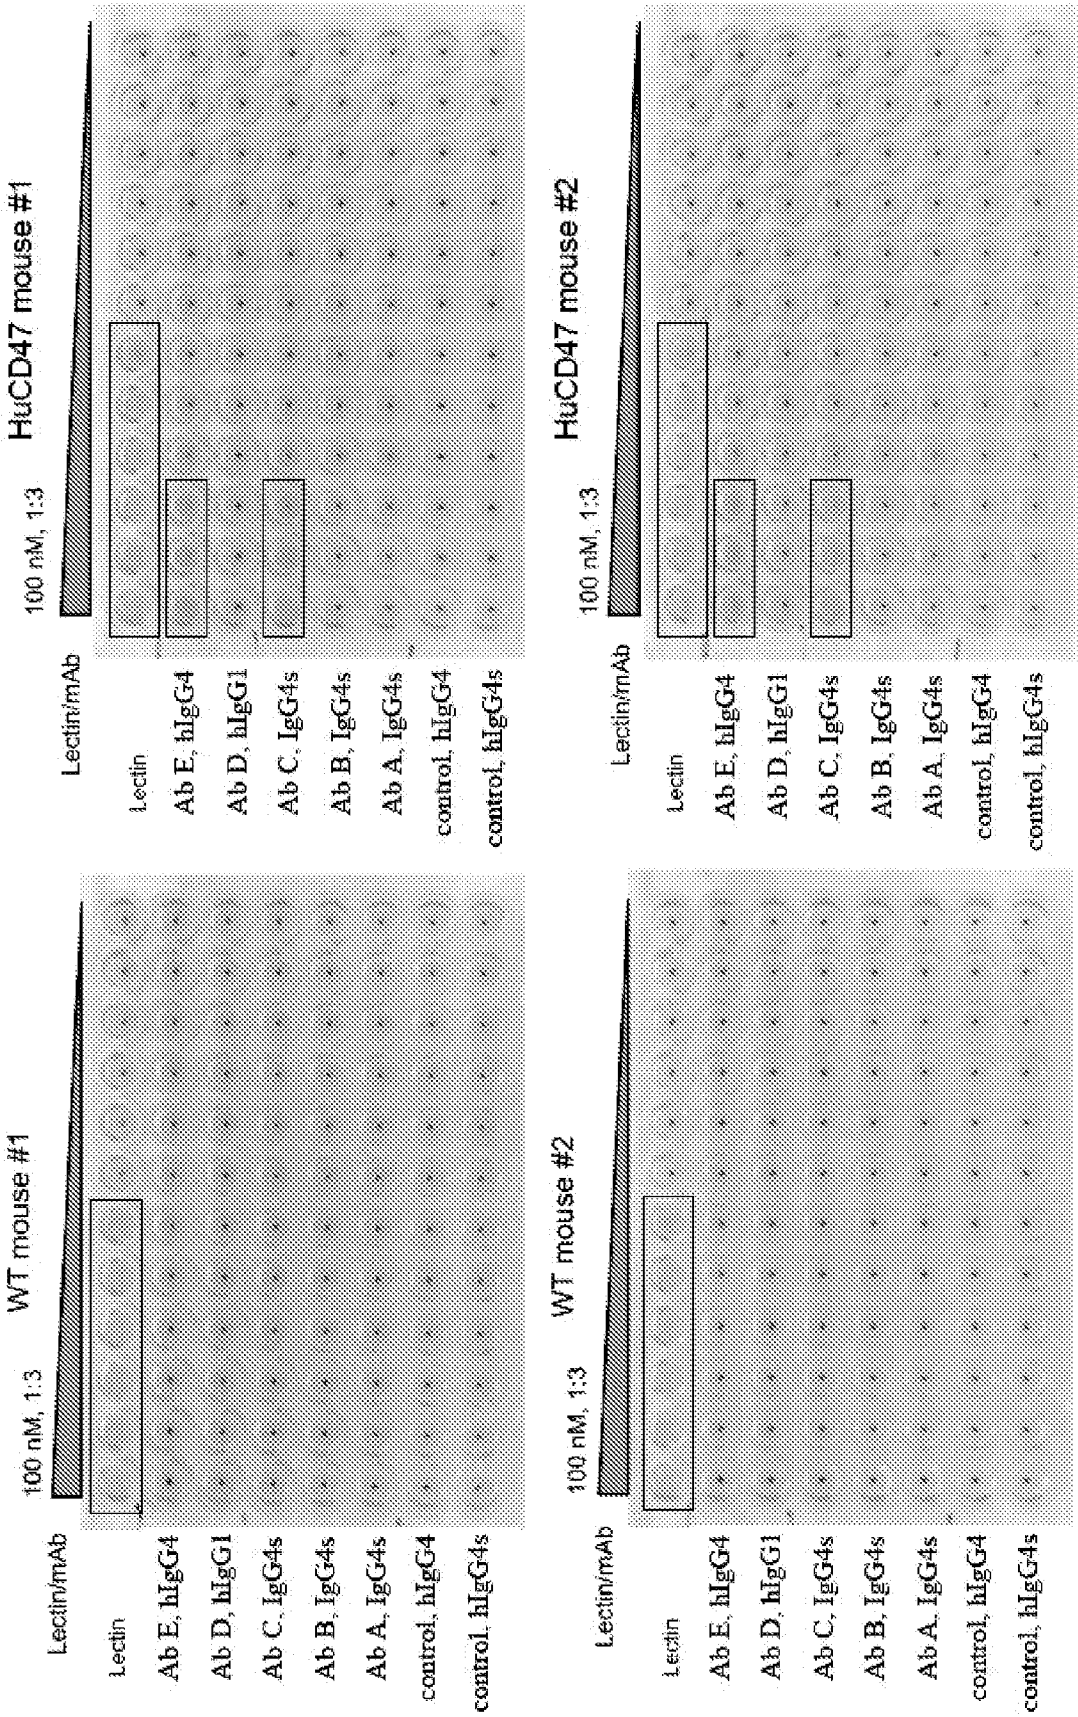 WT mouse #1
100 nM, 1:3
Lectin/mAb
Lectin
Ab E, hIgG4
Ab D, hIgG1
Ab C, IgG4s
Ab B, IgG4s
Ab A, IgG4s
control, hIgG4
control, hIgG4s
HuCD47 mouse #1
100 nM, 1:3
Lectin/mAb
Lectin
Ab E, hIgG4
Ab D, hIgG1
Ab C, IgG4s
Ab B, IgG4s
Ab A, IgG4s
control, hIgG4
control, hIgG4s
WT mouse #2
100 nM, 1:3
Lectin/mAb
Lectin
Ab E, hIgG4
Ab D, hIgG1
Ab C, IgG4s
Ab B, IgG4s
Ab A, IgG4s
control, hIgG4
control, hIgG4s
HuCD47 mouse #2
100 nM, 1:3
Lectin/mAb
Lectin
Ab E, hIgG4
Ab D, hIgG1
Ab C, IgG4s
Ab B, IgG4s
Ab A, IgG4s
control, hIgG4
control, hIgG4s